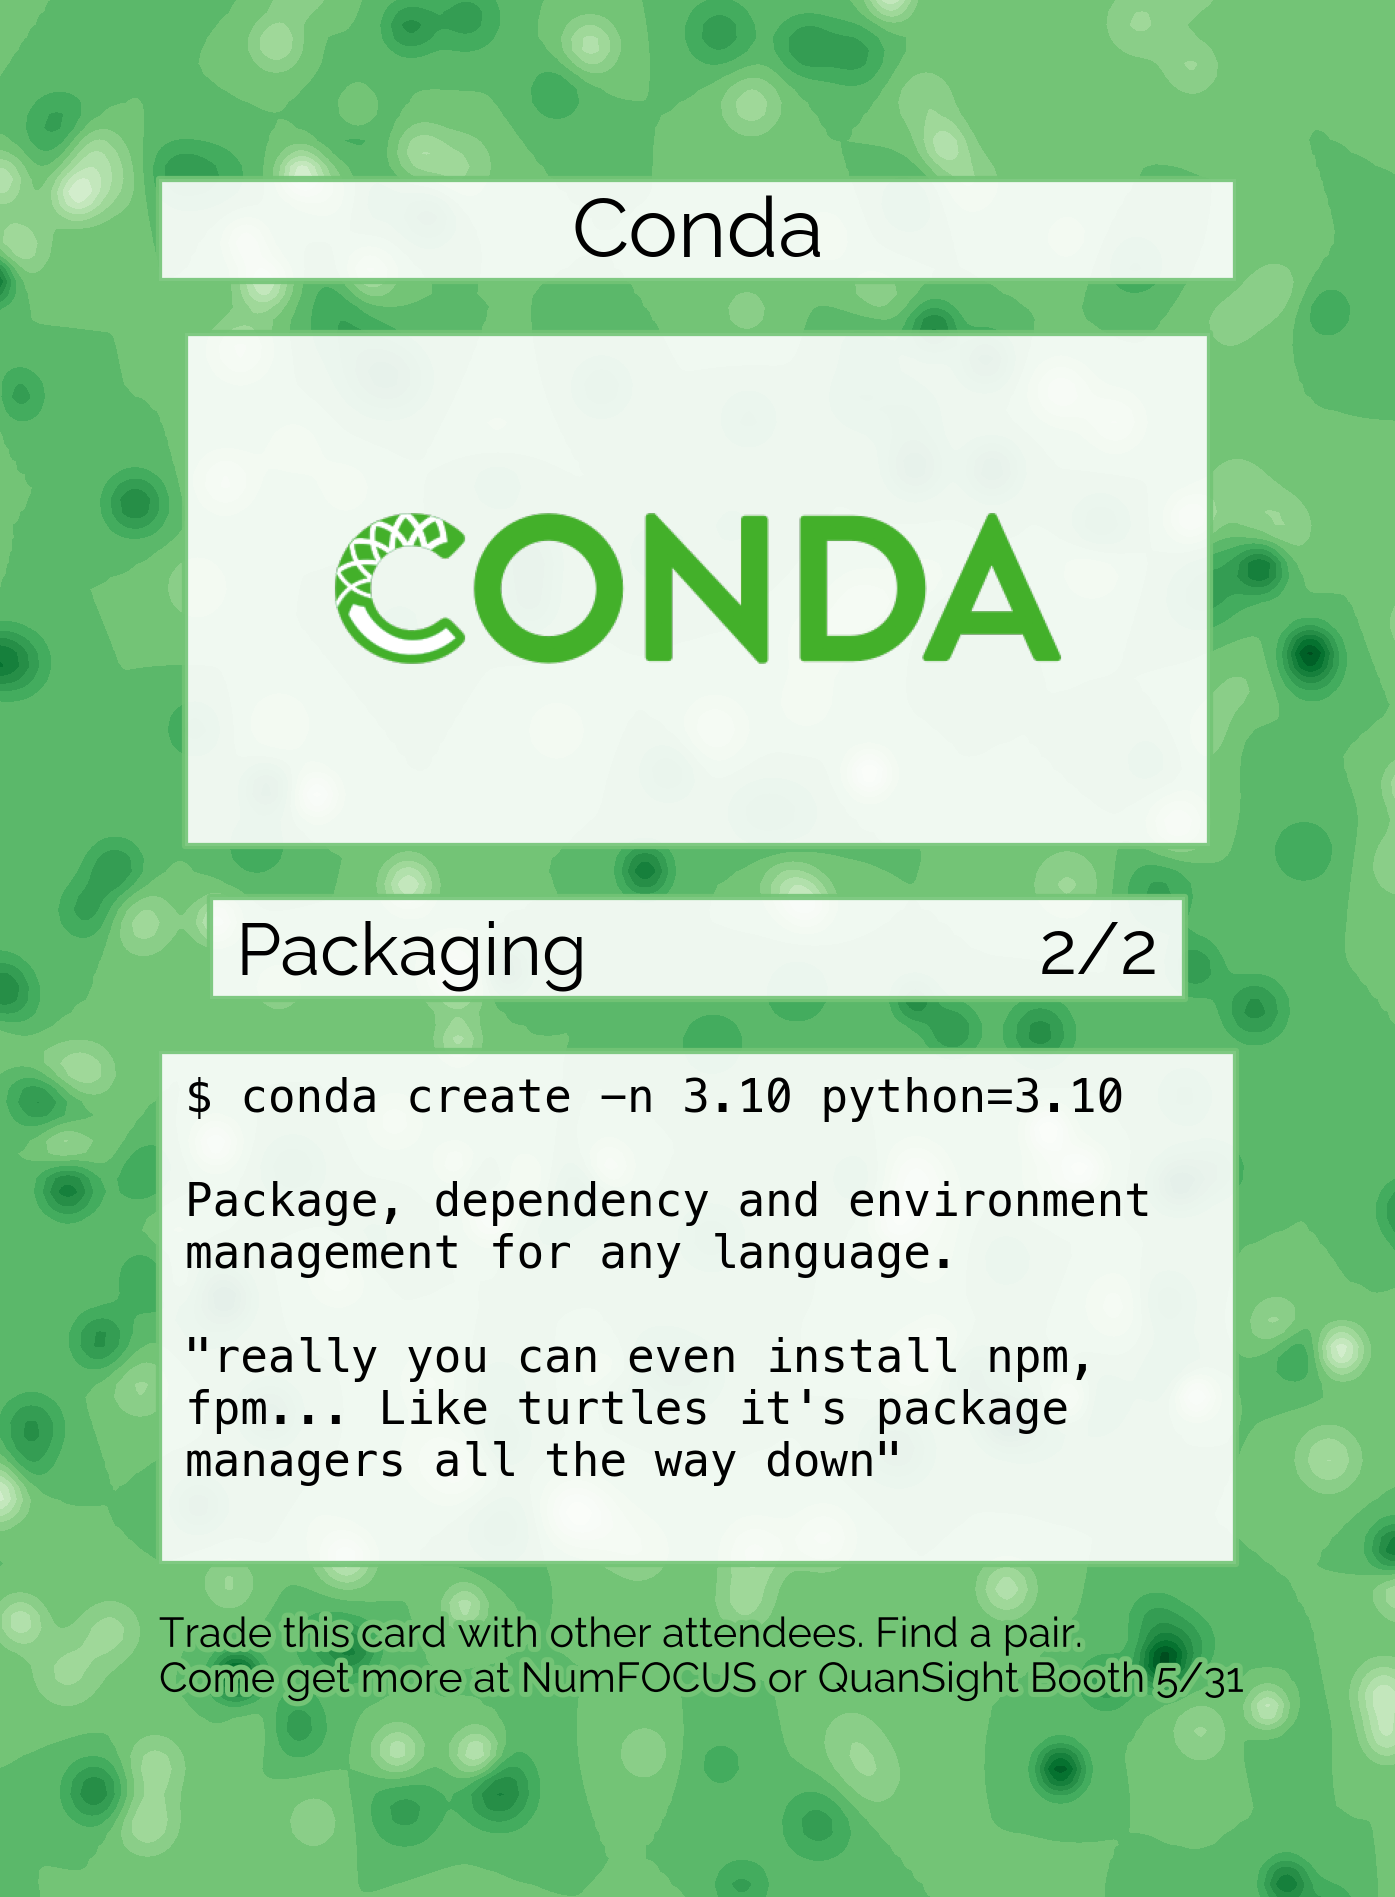 Conda
CONDA
Packaging 2/2
$ conda create -n 3.10 python=3.10
Package, dependency and environment
management for any language.
"really you can even install npm,
fpm... Like turtles it's package
managers all the way down"
Trade this card with other attendees. Find a pair.
Come get more at NumFOCUS or QuanSight Booth 5/31